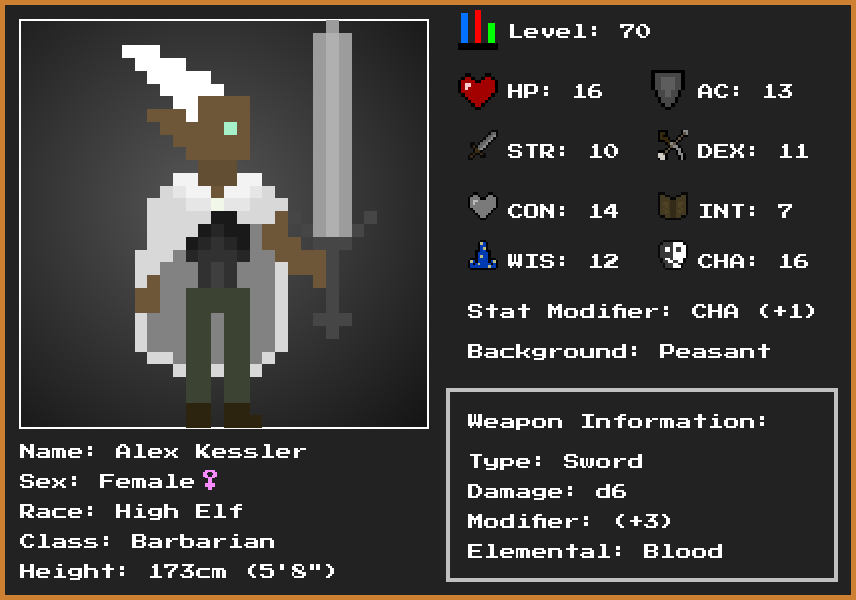 Level: 70
HP: 16
AC: 13
STR: 10
DEX: 11
CON: 14
INT: 7
WIS: 12
CHA: 16
Stat Modifier: CHA (+1)
Background: Peasant
Weapon Information:
Type: Sword
Damage: d6
Modifier: (+3)
Elemental: Blood
Name: Alex Kessler
Sex: Female♀
Race: High Elf
Class: Barbarian
Height: 173cm (5'8")